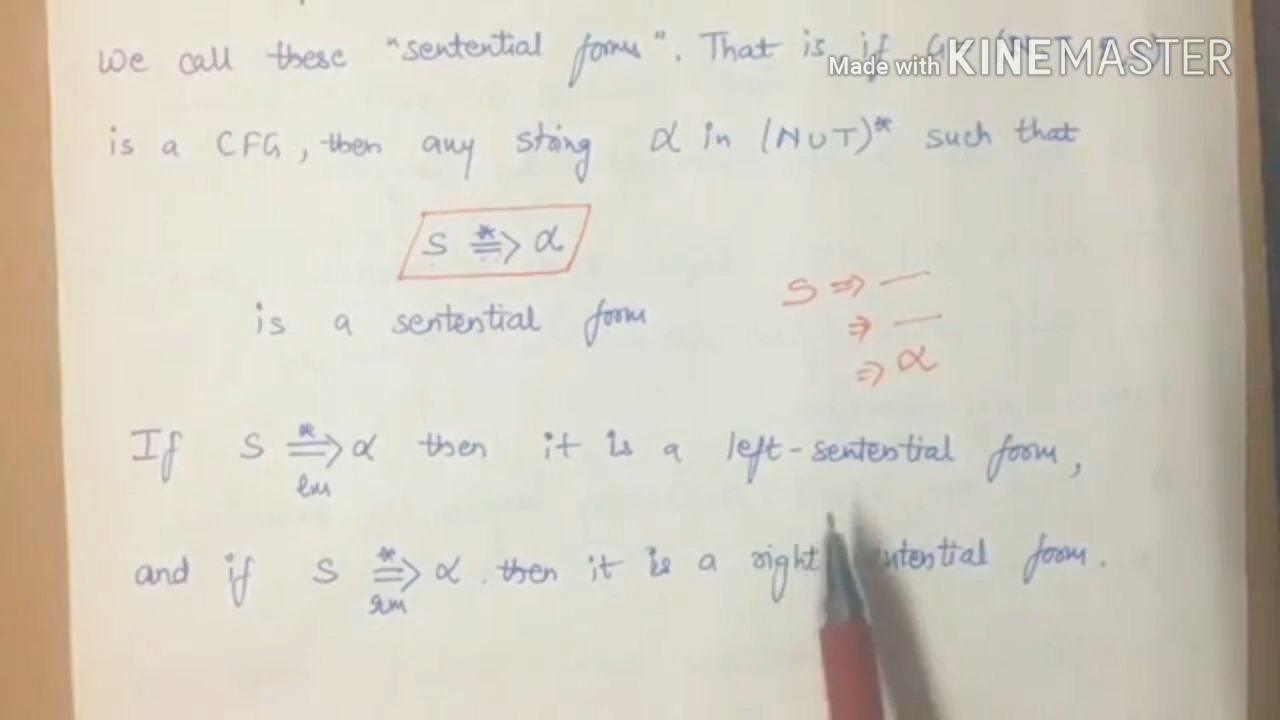 We call these "sentential forms". That is, if
Made with KINEMASTER
is a CFG, then any string α in (N ∪ T)* such that
S *⇒ α
is a sentential form
S ⇒ —
⇒ —
⇒ α
If S *⇒ α then it is a left-sentential form,
lm
and if S *⇒ α then it is a right sentential form.
rm